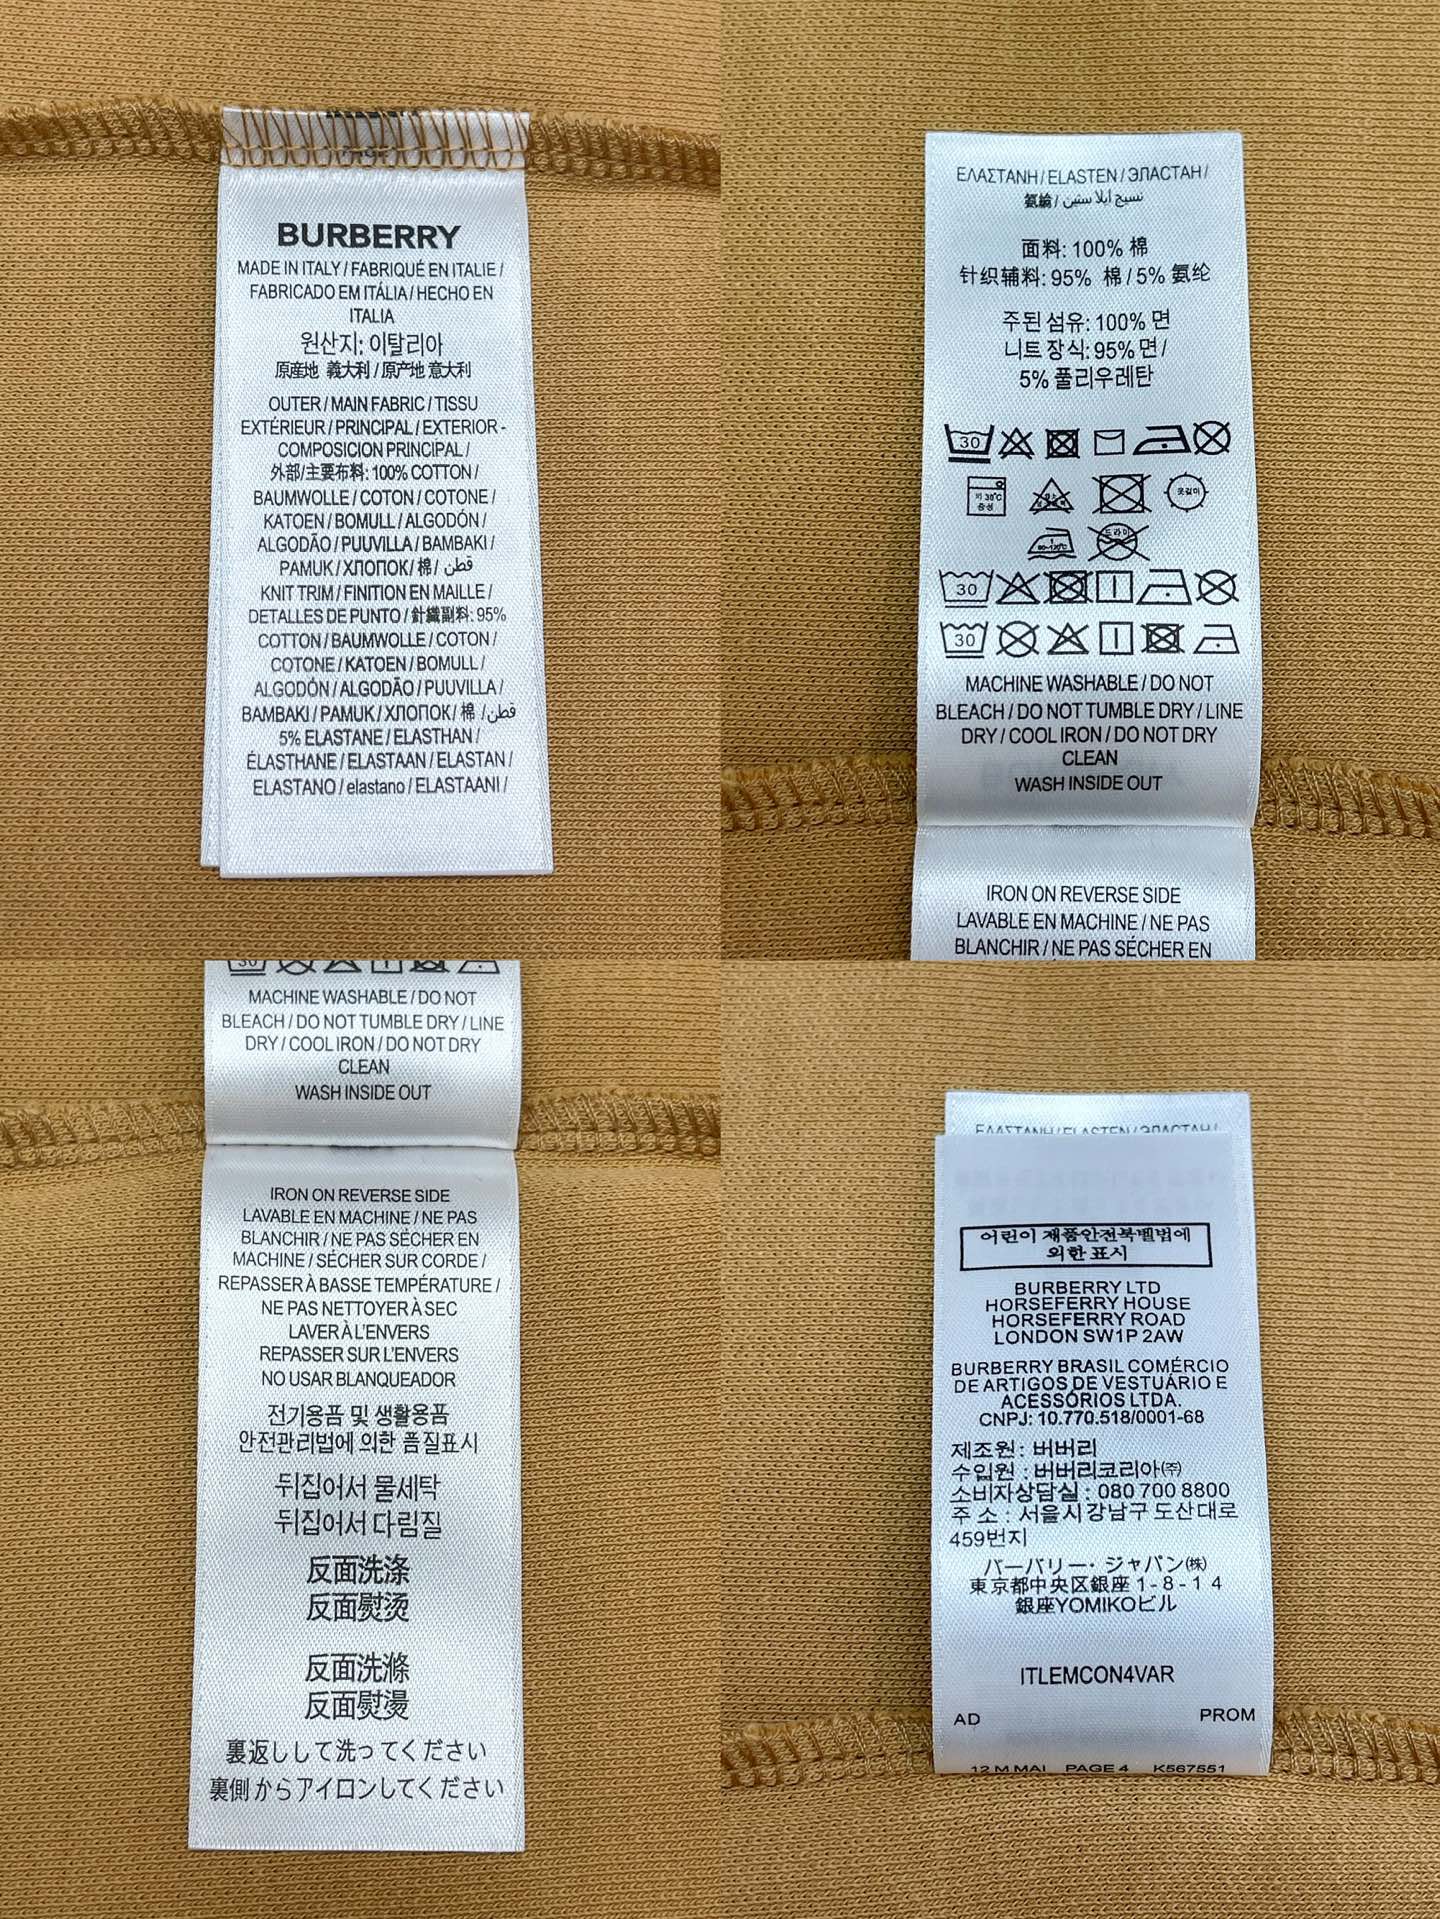 BURBERRY
MADE IN ITALY / FABRIQUÉ EN ITALIE /
FABRICADO EM ITÁLIA / HECHO EN
ITALIA
원산지: 이탈리아
原産地 義大利 / 原产地 意大利
OUTER / MAIN FABRIC / TISSU
EXTÉRIEUR / PRINCIPAL / EXTERIOR -
COMPOSICION PRINCIPAL /
外部/主要布料: 100% COTTON /
BAUMWOLLE / COTON / COTONE /
KATOEN / BOMULL / ALGODÓN /
ALGODÃO / PUUVILLA / BAMBAKI /
PAMUK / ХЛОПОК / 棉 / قطن
KNIT TRIM / FINITION EN MAILLE /
DETALLES DE PUNTO / 針織副料: 95%
COTTON / BAUMWOLLE / COTON /
COTONE / KATOEN / BOMULL /
ALGODÓN / ALGODÃO / PUUVILLA /
BAMBAKI / PAMUK / ХЛОПОК / 棉 / قطن
5% ELASTANE / ELASTHAN /
ÉLASTHANE / ELASTAAN / ELASTAN /
ELASTANO / elastano / ELASTAANI /
ΕΛΑΣΤΑΝΗ / ELASTEN / ЭЛАСТАН /
氨綸 / نسيج إيلاستين
面料: 100% 棉
针织辅料: 95% 棉 / 5% 氨纶
주된 섬유: 100% 면
니트 장식: 95% 면 /
5% 폴리우레탄
30
약 30℃
중성
옷걸이
드라이
30
30
MACHINE WASHABLE / DO NOT
BLEACH / DO NOT TUMBLE DRY / LINE
DRY / COOL IRON / DO NOT DRY
CLEAN
WASH INSIDE OUT
IRON ON REVERSE SIDE
LAVABLE EN MACHINE / NE PAS
BLANCHIR / NE PAS SÉCHER EN
30
MACHINE WASHABLE / DO NOT
BLEACH / DO NOT TUMBLE DRY / LINE
DRY / COOL IRON / DO NOT DRY
CLEAN
WASH INSIDE OUT
IRON ON REVERSE SIDE
LAVABLE EN MACHINE / NE PAS
BLANCHIR / NE PAS SÉCHER EN
MACHINE / SÉCHER SUR CORDE /
REPASSER À BASSE TEMPÉRATURE /
NE PAS NETTOYER À SEC
LAVER À L'ENVERS
REPASSER SUR L'ENVERS
NO USAR BLANQUEADOR
전기용품 및 생활용품
안전관리법에 의한 품질표시
뒤집어서 물세탁
뒤집어서 다림질
反面洗涤
反面熨烫
反面洗滌
反面熨燙
裏返しして洗ってください
裏側からアイロンしてください
ΕΛΑΣΤΑΝΗ / ELASTEN / ЭЛАСТАН /
어린이 제품안전특별법에
의한 표시
BURBERRY LTD
HORSEFERRY HOUSE
HORSEFERRY ROAD
LONDON SW1P 2AW
BURBERRY BRASIL COMÉRCIO
DE ARTIGOS DE VESTUÁRIO E
ACESSÓRIOS LTDA.
CNPJ: 10.770.518/0001-68
제조원 : 버버리
수입원 : 버버리코리아㈜
소비자상담실 : 080 700 8800
주 소 : 서울시 강남구 도산대로
459번지
バーバリー・ジャパン㈱
東京都中央区銀座 1 - 8 - 1 4
銀座YOMIKOビル
ITLEMCON4VAR
AD PROM
12 M MAI PAGE 4 K567551